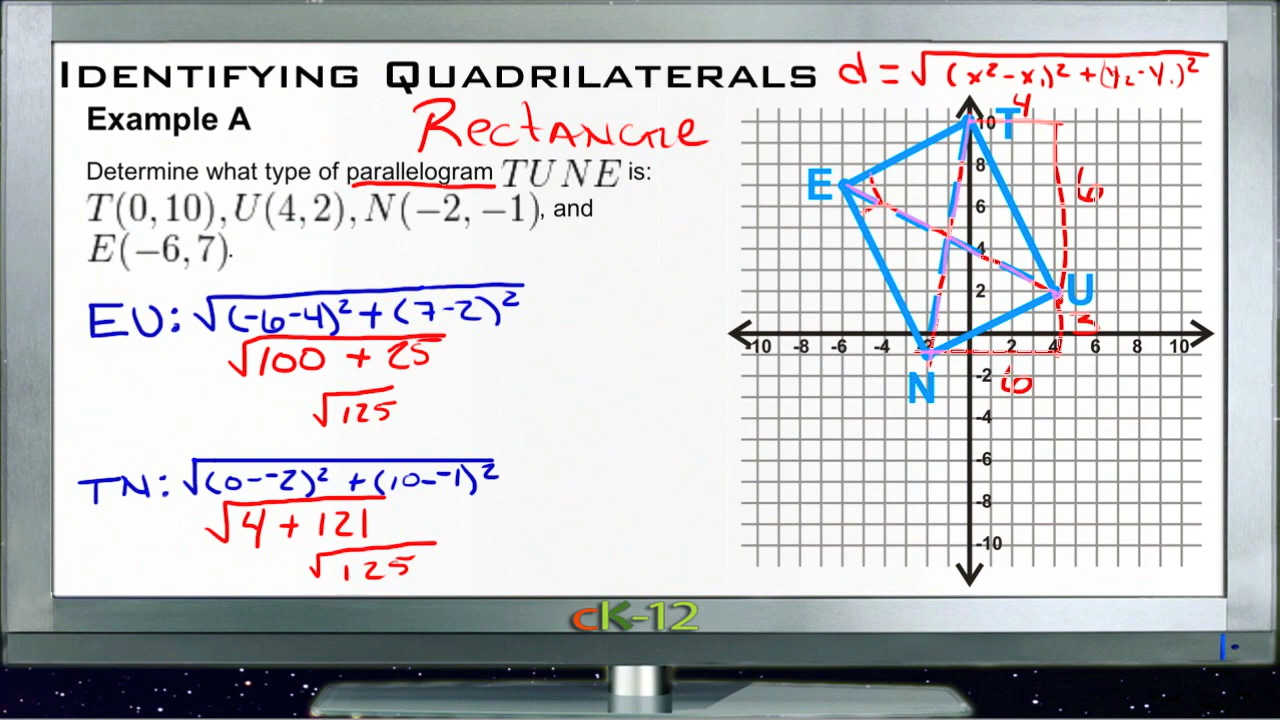 IDENTIFYING QUADRILATERALS
d = √(x²-x₁)² + (y₂-y₁)²
Example A
RECTANGLE
Determine what type of parallelogram TUNE is:
T(0, 10), U(4, 2), N(−2, −1), and
E(−6, 7).
EU: √(-6-4)² + (7-2)²
√100 + 25
√125
TN: √(0--2)² + (10--1)²
√4 + 121
√125
4
10 T
8
E
6 6
4
2 U
3
-10 -8 -6 -4 -2 2 4 6 8 10
-2 6
N
-4
-6
-8
-10
cK-12